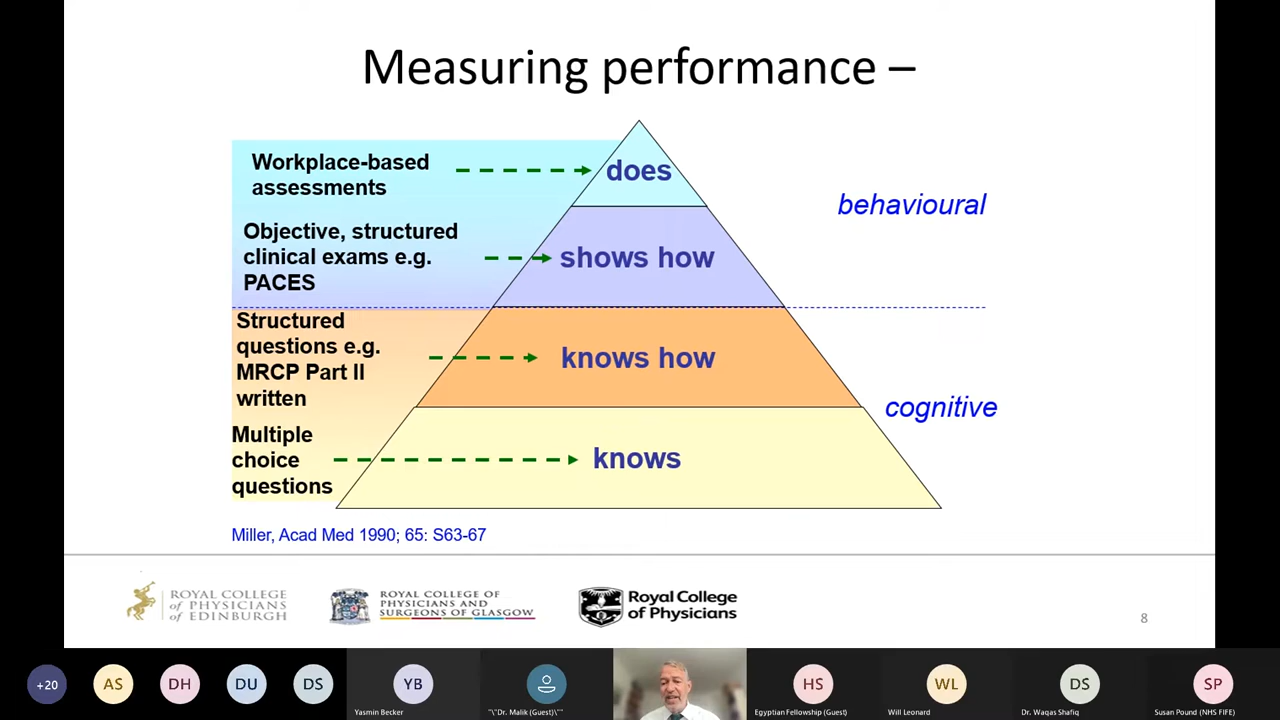 Measuring performance –
Workplace-based
assessments
does
behavioural
Objective, structured
clinical exams e.g.
PACES
shows how
Structured
questions e.g.
MRCP Part II
written
knows how
cognitive
Multiple
choice
questions
knows
Miller, Acad Med 1990; 65: S63-67
ROYAL COLLEGE
of PHYSICIANS
of EDINBURGH
ROYAL COLLEGE OF
PHYSICIANS AND
SURGEONS OF GLASGOW
Royal College
of Physicians
8
+20
AS
DH
DU
DS
YB
HS
WL
DS
SP
Yasmin Becker
"\"Dr. Malik (Guest)\""
Egyptian Fellowship (Guest)
Will Leonard
Dr. Waqas Shafiq
Susan Pound (NHS FIFE)